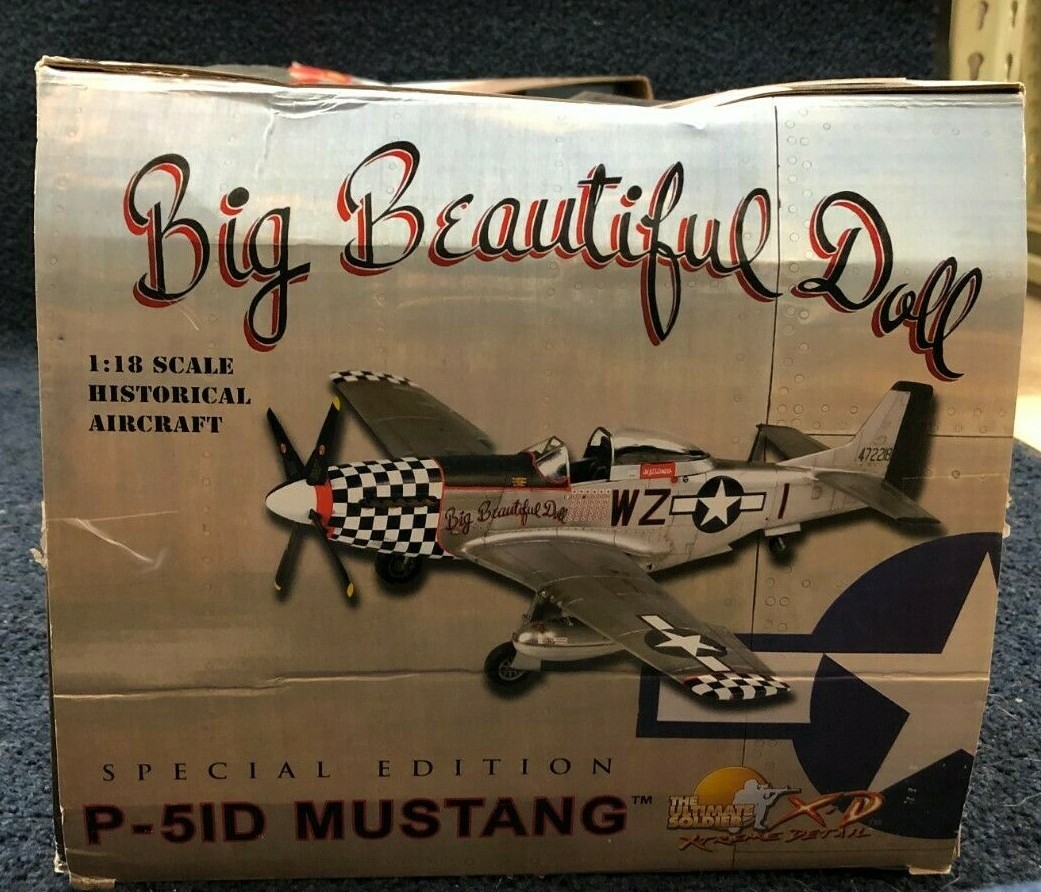 Big Beautiful Doll
1:18 SCALE
HISTORICAL
AIRCRAFT
Big Beautiful Doll
WZ I
472218
SPECIAL EDITION
P-51D MUSTANG™
THE
ULTIMATE
SOLDIER
X-D
XTREME DETAIL